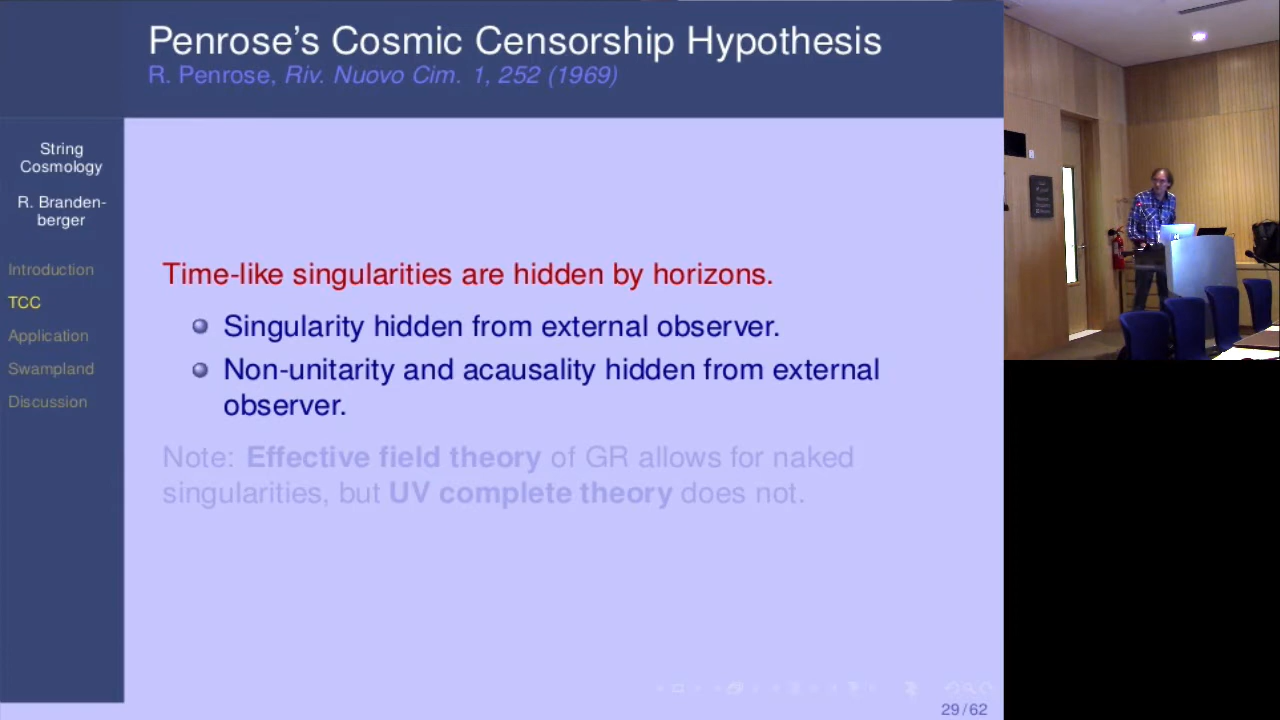 Penrose's Cosmic Censorship Hypothesis
R. Penrose, Riv. Nuovo Cim. 1, 252 (1969)
String
Cosmology
R. Branden-
berger
Introduction
TCC
Application
Swampland
Discussion
Time-like singularities are hidden by horizons.
Singularity hidden from external observer.
Non-unitarity and acausality hidden from external
observer.
Note: Effective field theory of GR allows for naked
singularities, but UV complete theory does not.
29/62